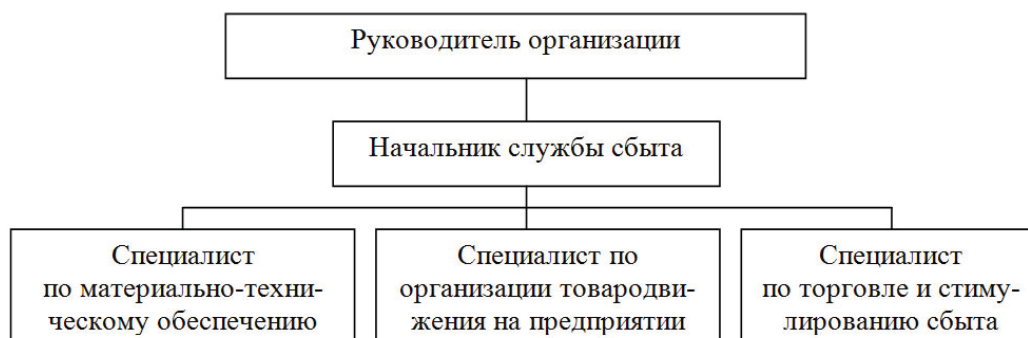 Руководитель организации
Начальник службы сбыта
Специалист
по материально-техни-
ческому обеспечению
Специалист по
организации товародви-
жения на предприятии
Специалист
по торговле и стиму-
лированию сбыта